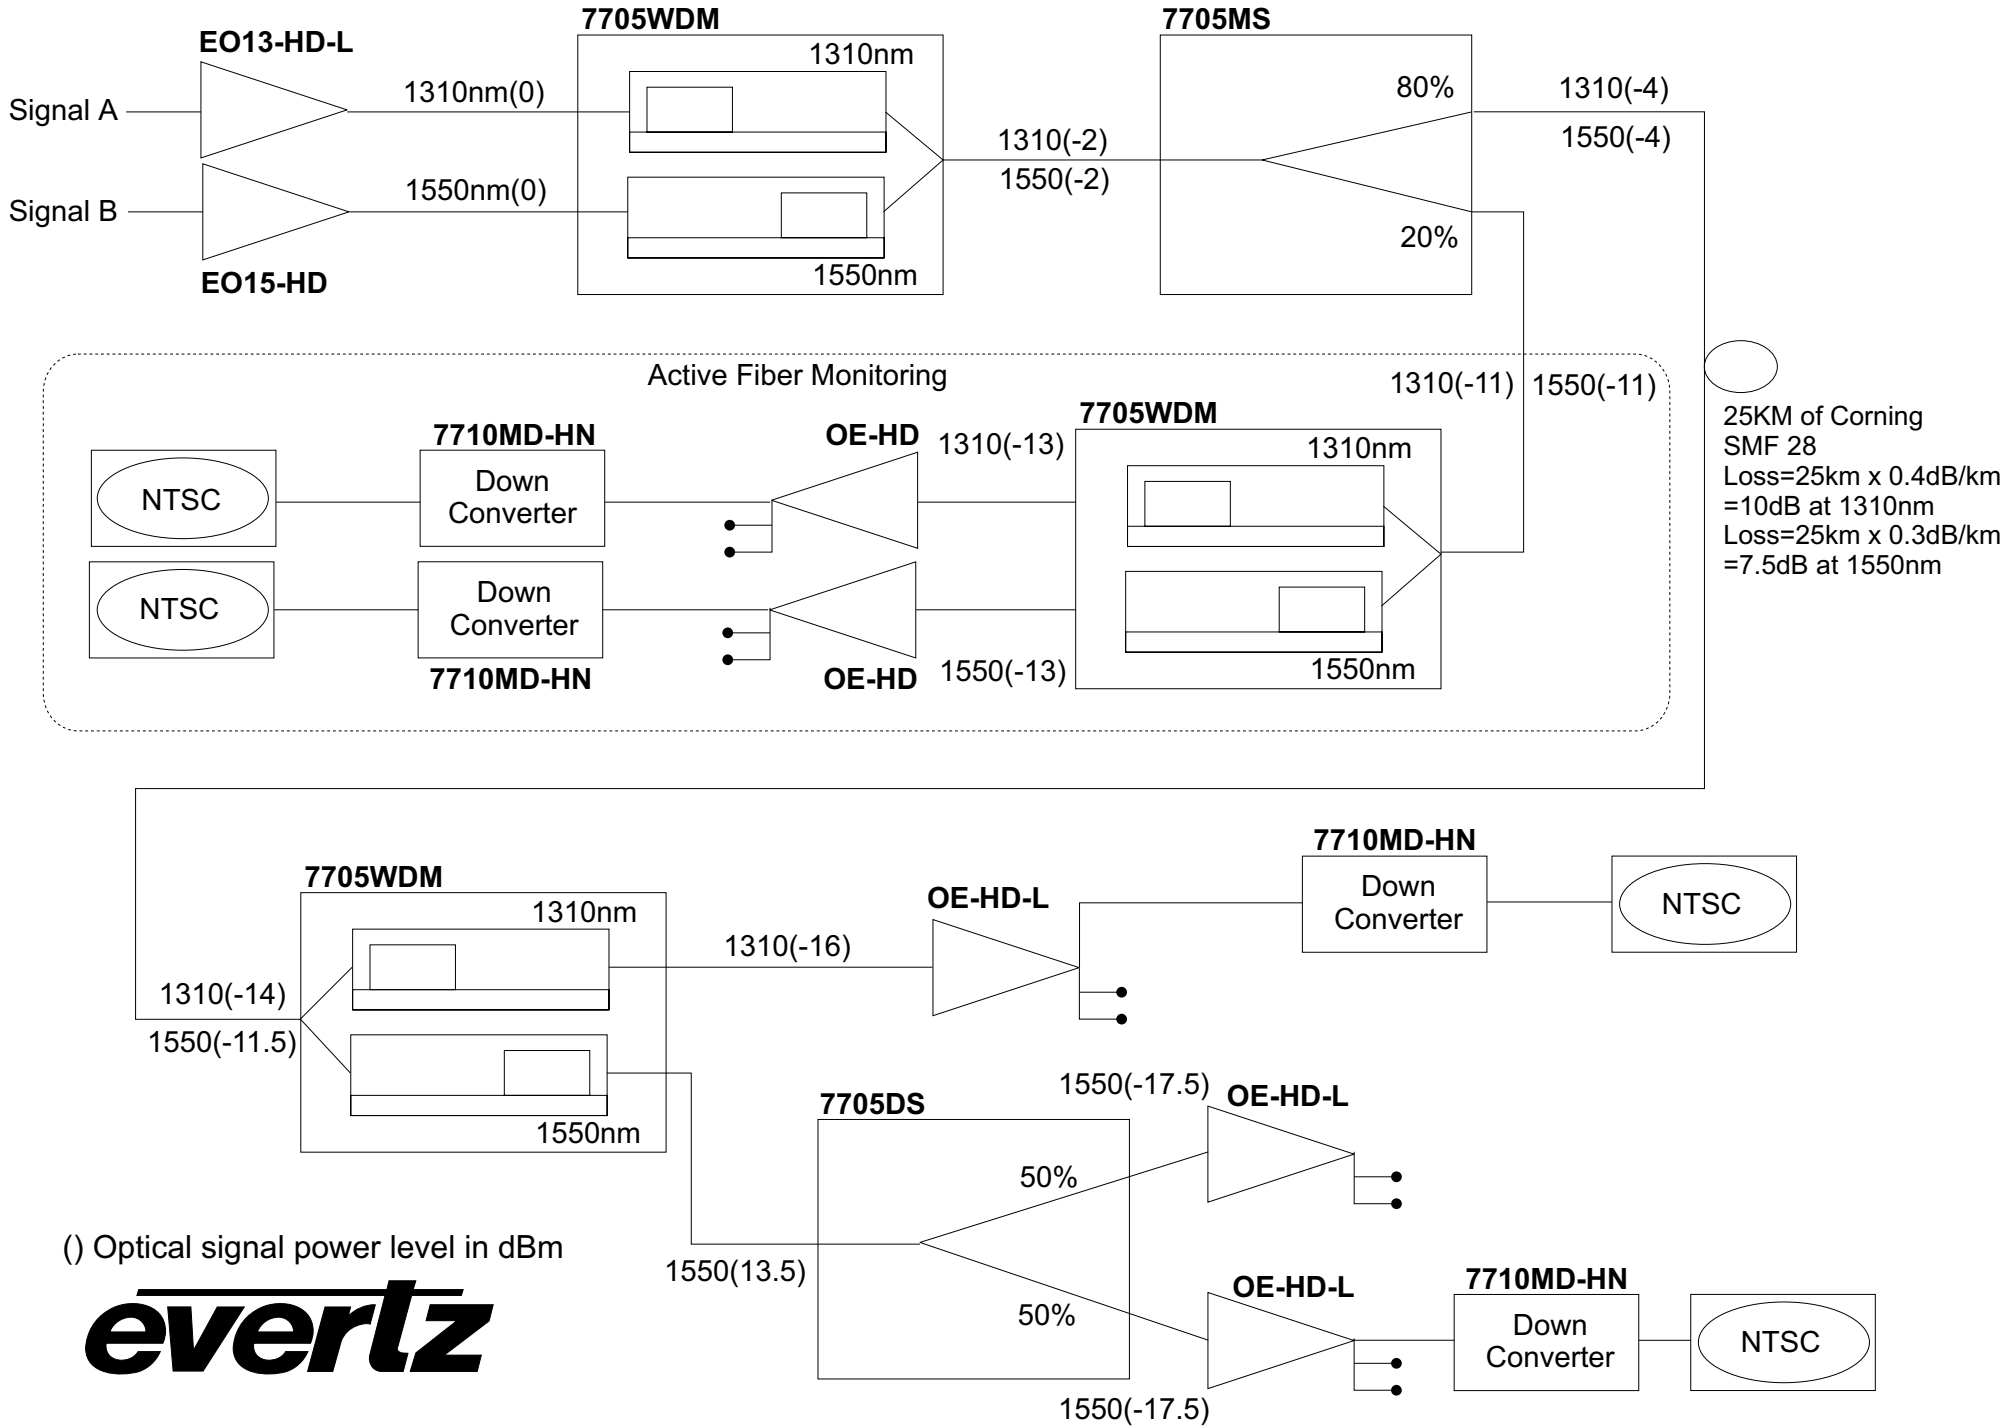 7705WDM
7705MS
EO13-HD-L
1310nm
Signal A
1310nm(0)
80%
1310(-4)
1310(-2)
1550(-4)
1550(-2)
Signal B
1550nm(0)
20%
EO15-HD
1550nm
Active Fiber Monitoring
1310(-11)
1550(-11)
7705WDM
7710MD-HN
OE-HD
1310(-13)
1310nm
NTSC
Down
Converter
NTSC
Down
Converter
7710MD-HN
OE-HD
1550(-13)
1550nm
25KM of Corning
SMF 28
Loss=25km x 0.4dB/km
=10dB at 1310nm
Loss=25km x 0.3dB/km
=7.5dB at 1550nm
7710MD-HN
7705WDM
1310nm
OE-HD-L
Down
Converter
NTSC
1310(-16)
1310(-14)
1550(-11.5)
1550nm
7705DS
1550(-17.5)
OE-HD-L
50%
() Optical signal power level in dBm
1550(13.5)
50%
OE-HD-L
7710MD-HN
Down
Converter
NTSC
1550(-17.5)
evertz